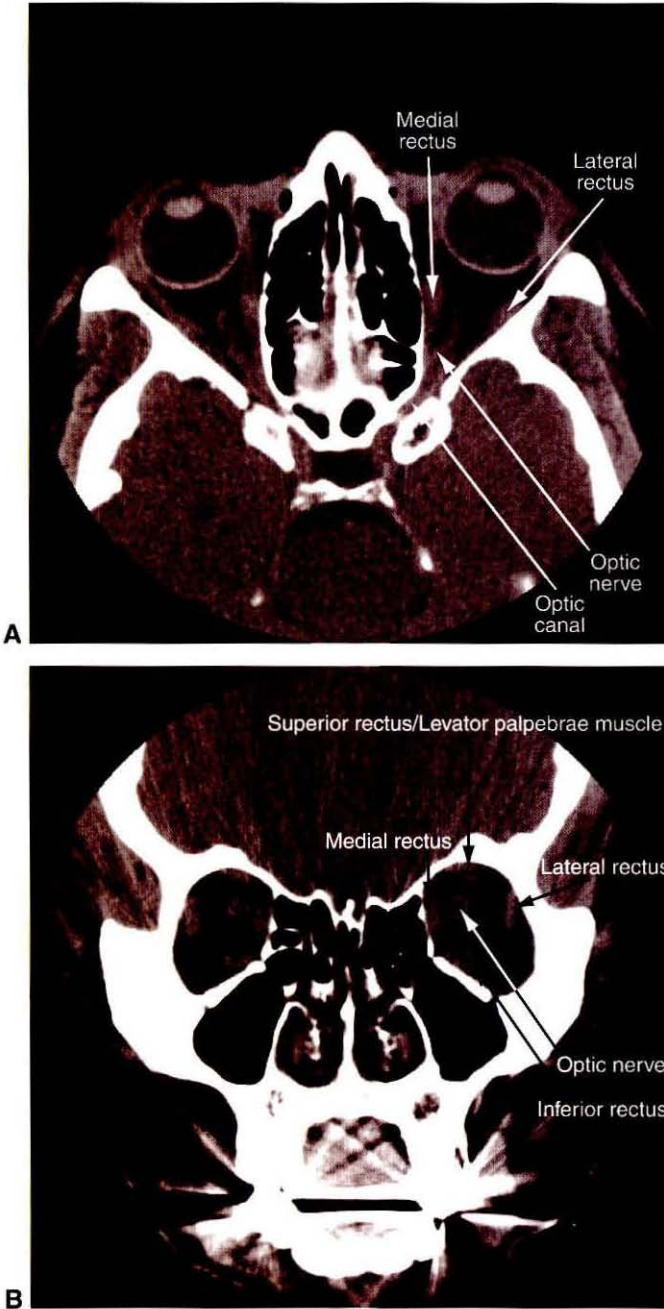 Medial
rectus
Lateral
rectus
Optic
nerve
Optic
canal
A
Superior rectus/Levator palpebrae muscle
Medial rectus
Lateral rectus
Optic nerve
Inferior rectus
B